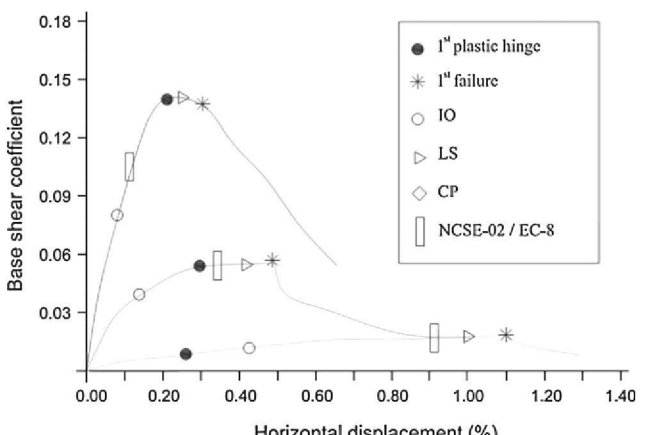 0.18
0.15
0.12
0.09
0.06
0.03
Base shear coefficient
1st plastic hinge
1st failure
IO
LS
CP
NCSE-02 / EC-8
0.00 0.20 0.40 0.60 0.80 1.00 1.20 1.40
Horizontal displacement (%)